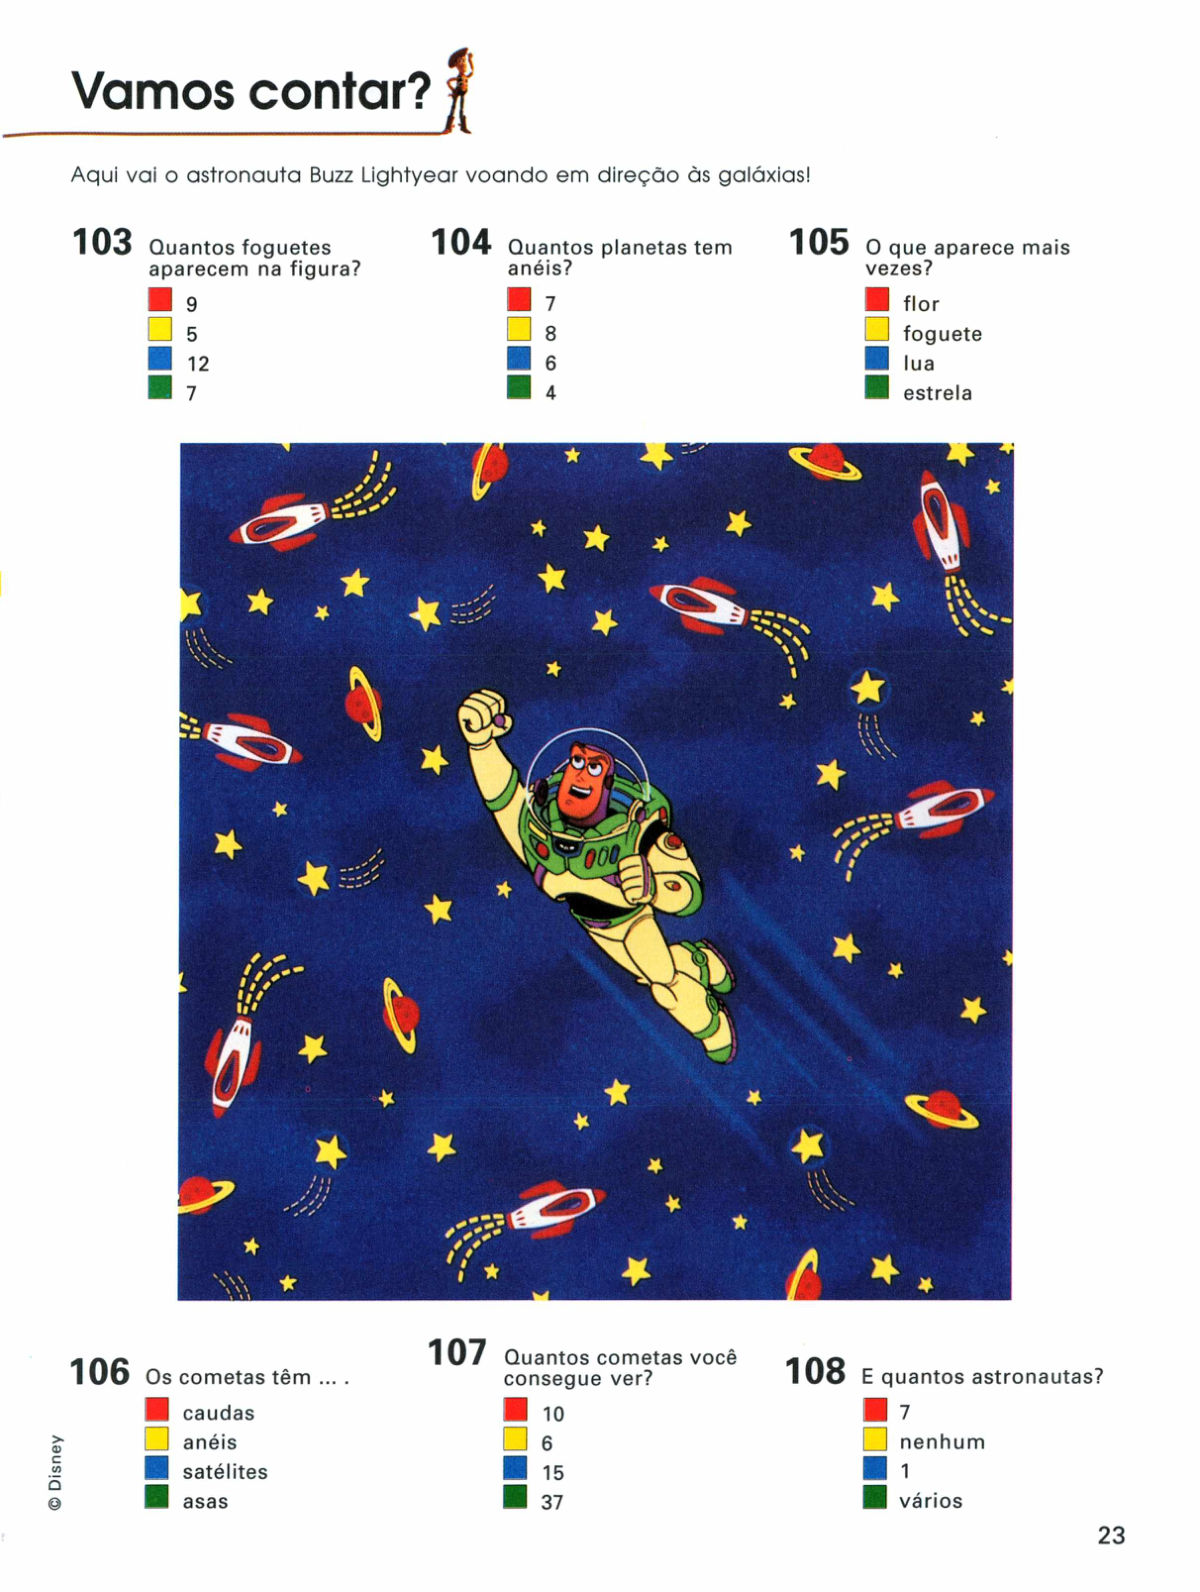 Vamos contar?
Aqui vai o astronauta Buzz Lightyear voando em direção às galáxias!
103 Quantos foguetes
aparecem na figura?
9
5
12
7
104 Quantos planetas tem
anéis?
7
8
6
4
105 O que aparece mais
vezes?
flor
foguete
lua
estrela
106 Os cometas têm ... .
caudas
anéis
satélites
asas
107 Quantos cometas você
consegue ver?
10
6
15
37
108 E quantos astronautas?
7
nenhum
1
vários
© Disney
23